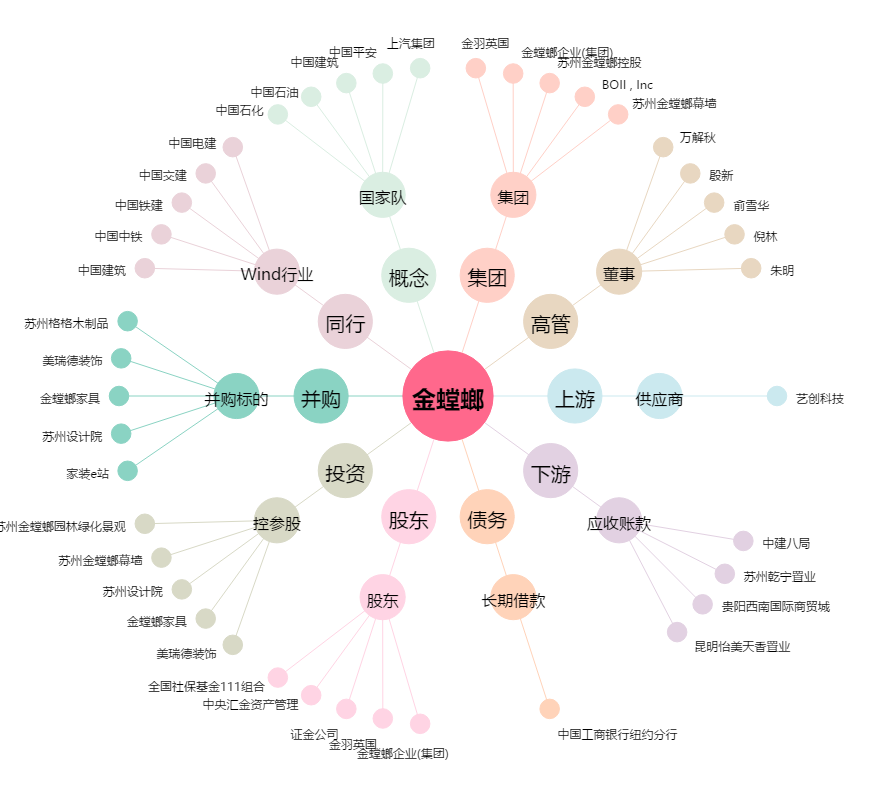 上汽集团
中国平安
中国建筑
中国石油
中国石化
国家队
概念
金羽英国
金螳螂企业(集团)
苏州金螳螂控股
BOII , Inc
苏州金螳螂幕墙
集团
集团
中国电建
中国交建
中国铁建
中国中铁
中国建筑
Wind行业
同行
万解秋
殷新
俞雪华
倪林
朱明
董事
高管
苏州格格木制品
美瑞德装饰
金螳螂家具
苏州设计院
家装e站
并购标的
并购
金螳螂
上游
供应商
艺创科技
投资
控参股
苏州金螳螂园林绿化景观
苏州金螳螂幕墙
苏州设计院
金螳螂家具
美瑞德装饰
下游
应收账款
中建八局
苏州乾宁置业
贵阳西南国际商贸城
昆明怡美天香置业
股东
股东
全国社保基金111组合
中央汇金资产管理
证金公司
金羽英国
金螳螂企业(集团)
债务
长期借款
中国工商银行纽约分行